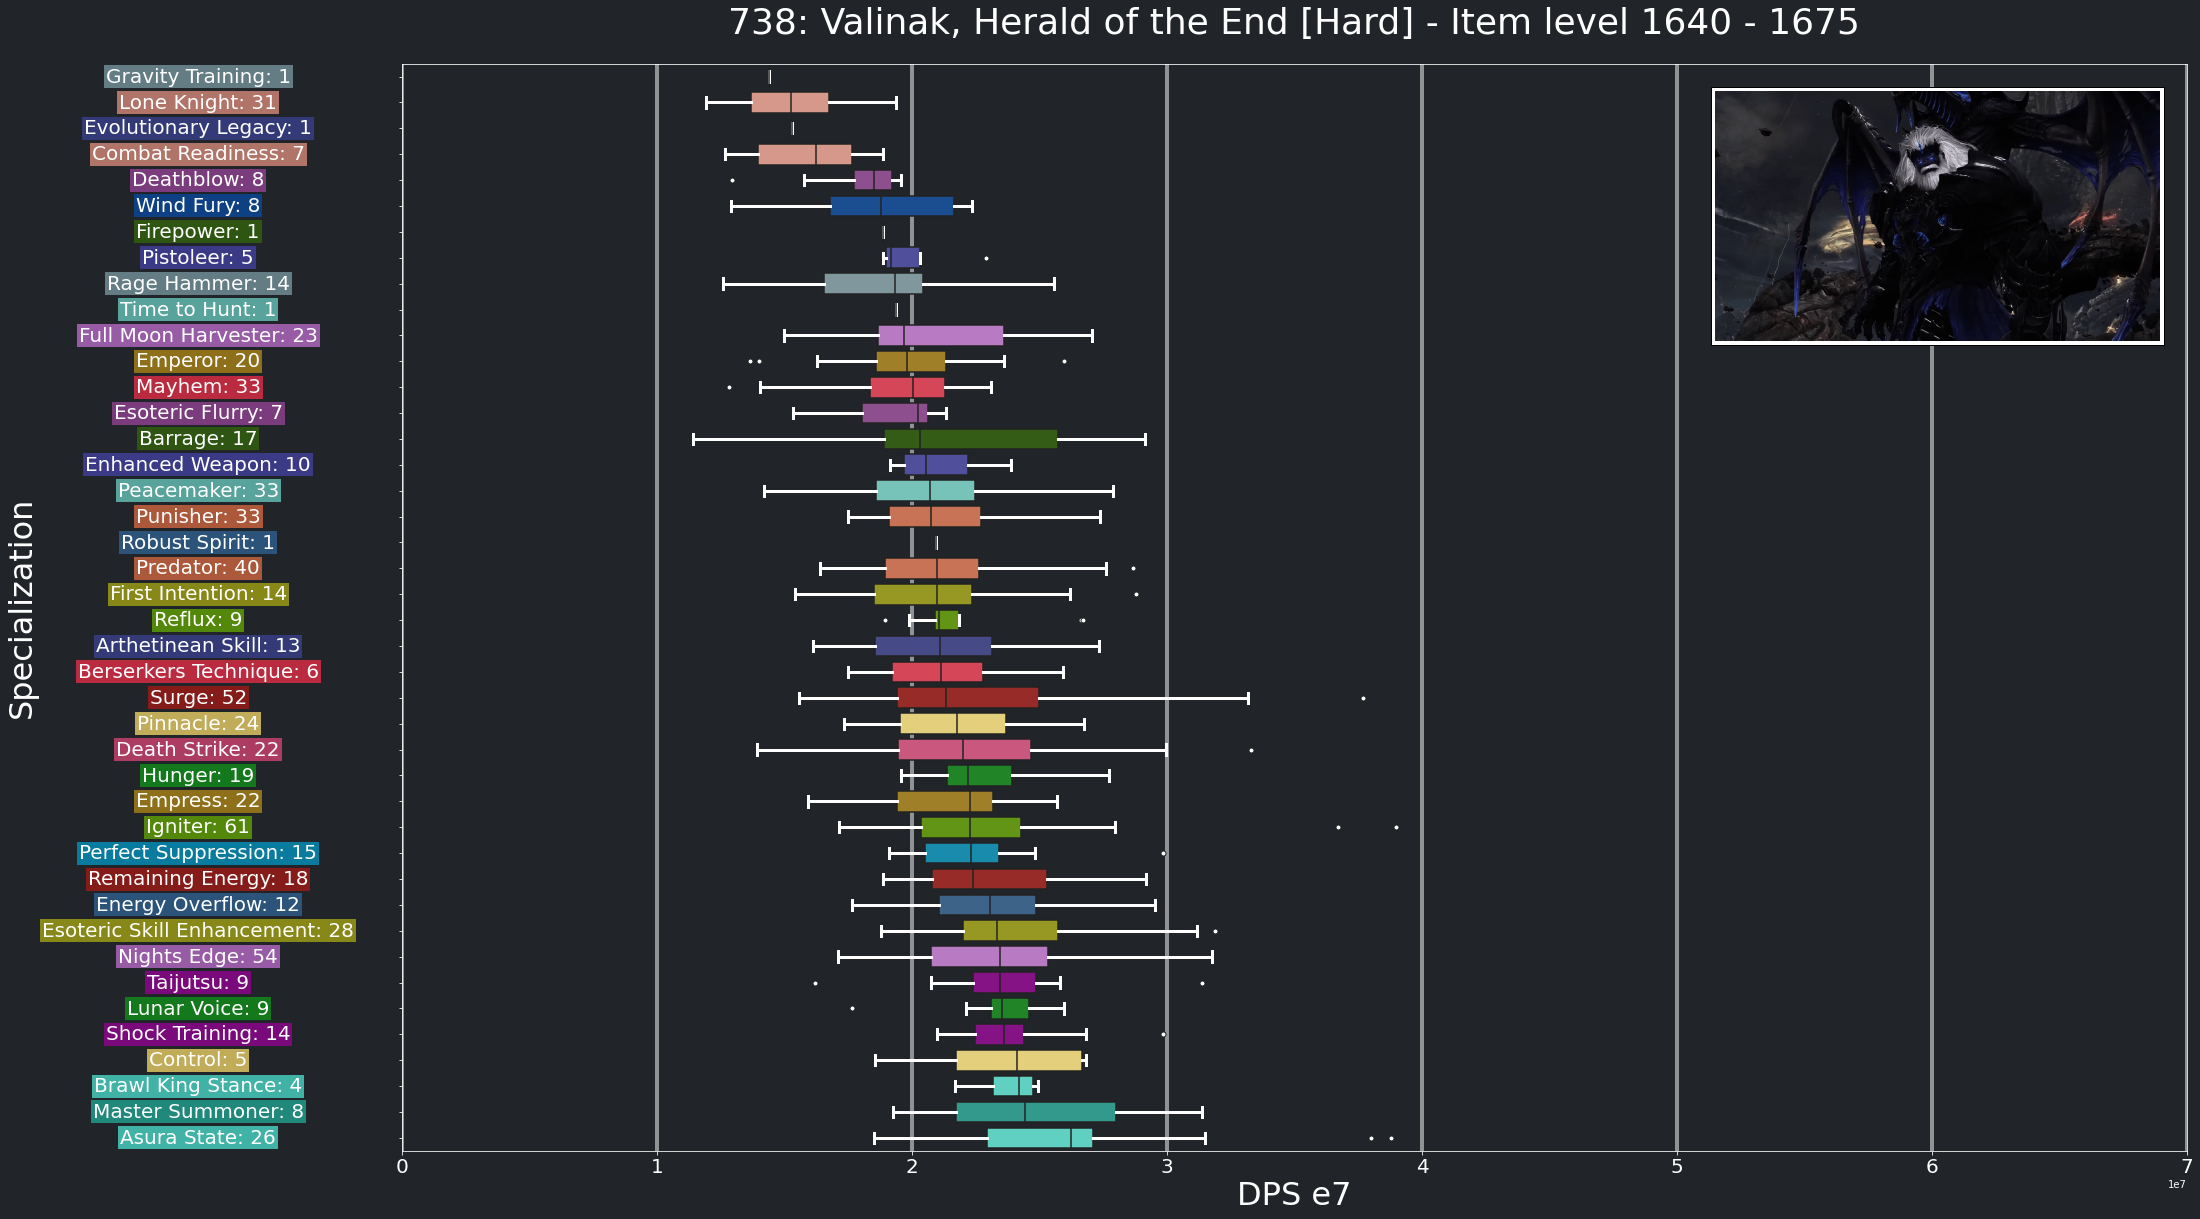 738: Valinak, Herald of the End [Hard] - Item level 1640 - 1675
Specialization
Gravity Training: 1
Lone Knight: 31
Evolutionary Legacy: 1
Combat Readiness: 7
Deathblow: 8
Wind Fury: 8
Firepower: 1
Pistoleer: 5
Rage Hammer: 14
Time to Hunt: 1
Full Moon Harvester: 23
Emperor: 20
Mayhem: 33
Esoteric Flurry: 7
Barrage: 17
Enhanced Weapon: 10
Peacemaker: 33
Punisher: 33
Robust Spirit: 1
Predator: 40
First Intention: 14
Reflux: 9
Arthetinean Skill: 13
Berserkers Technique: 6
Surge: 52
Pinnacle: 24
Death Strike: 22
Hunger: 19
Empress: 22
Igniter: 61
Perfect Suppression: 15
Remaining Energy: 18
Energy Overflow: 12
Esoteric Skill Enhancement: 28
Nights Edge: 54
Taijutsu: 9
Lunar Voice: 9
Shock Training: 14
Control: 5
Brawl King Stance: 4
Master Summoner: 8
Asura State: 26
0 1 2 3 4 5 6 7
1e7
DPS e7